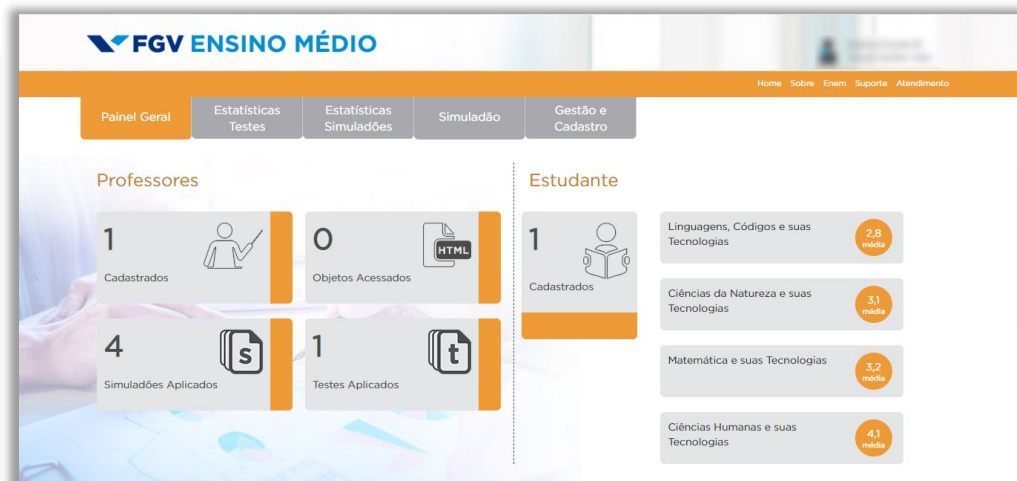 FGV ENSINO MÉDIO
Home Sobre Enem Suporte Atendimento
Painel Geral
Estatísticas
Testes
Estatísticas
Simuladões
Simuladão
Gestão e
Cadastro
Professores
1
Cadastrados
0
HTML
Objetos Acessados
4
s
Simuladões Aplicados
1
t
Testes Aplicados
Estudante
1
Cadastrados
Linguagens, Códigos e suas
Tecnologias
2,8
média
Ciências da Natureza e suas
Tecnologias
3,1
média
Matemática e suas Tecnologias
3,2
média
Ciências Humanas e suas
Tecnologias
4,1
média